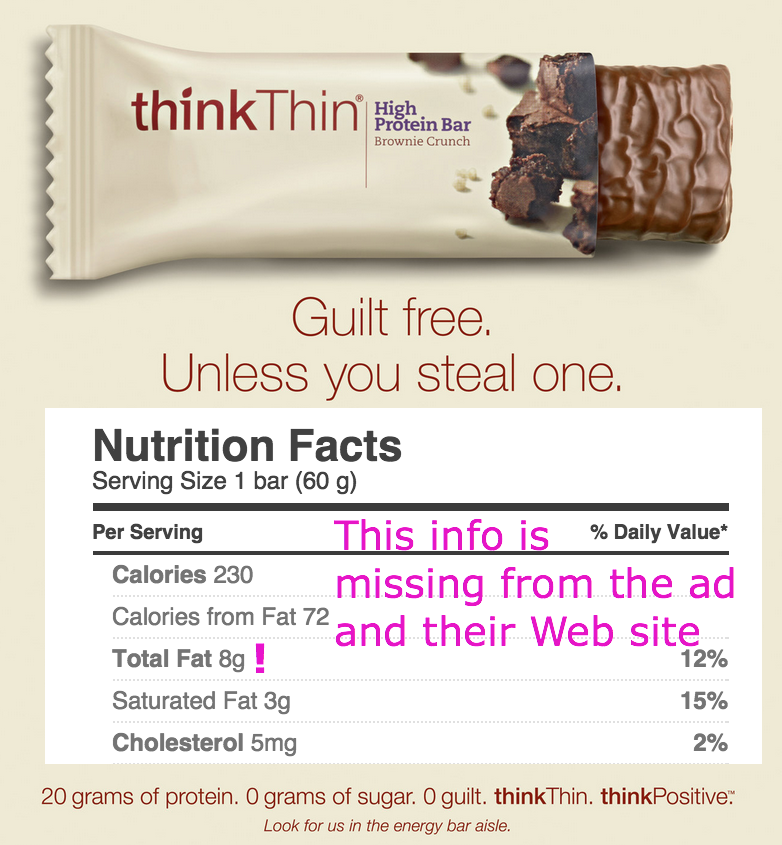 thinkThin®
High
Protein Bar
Brownie Crunch
Guilt free.
Unless you steal one.
Nutrition Facts
Serving Size 1 bar (60 g)
Per Serving
% Daily Value*
This info is
missing from the ad
and their Web site
Calories 230
Calories from Fat 72
Total Fat 8g ! 12%
Saturated Fat 3g 15%
Cholesterol 5mg 2%
20 grams of protein. 0 grams of sugar. 0 guilt. thinkThin. thinkPositive.™
Look for us in the energy bar aisle.